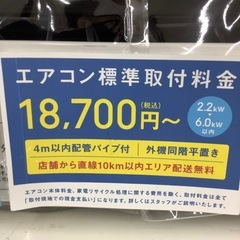 エアコン標準取付料金
18,700円～
(税込)
2.2kw
6.0kw
以内
4m以内配管パイプ付
外機同階平置き
店舗から直線10km以内エリア配送無料
エアコン本体料金、家電リサイクル処理に関する費用を除く、取付料金は全て
「取付現場での現金支払い」になります。詳しくはスタッフがご説明致します。